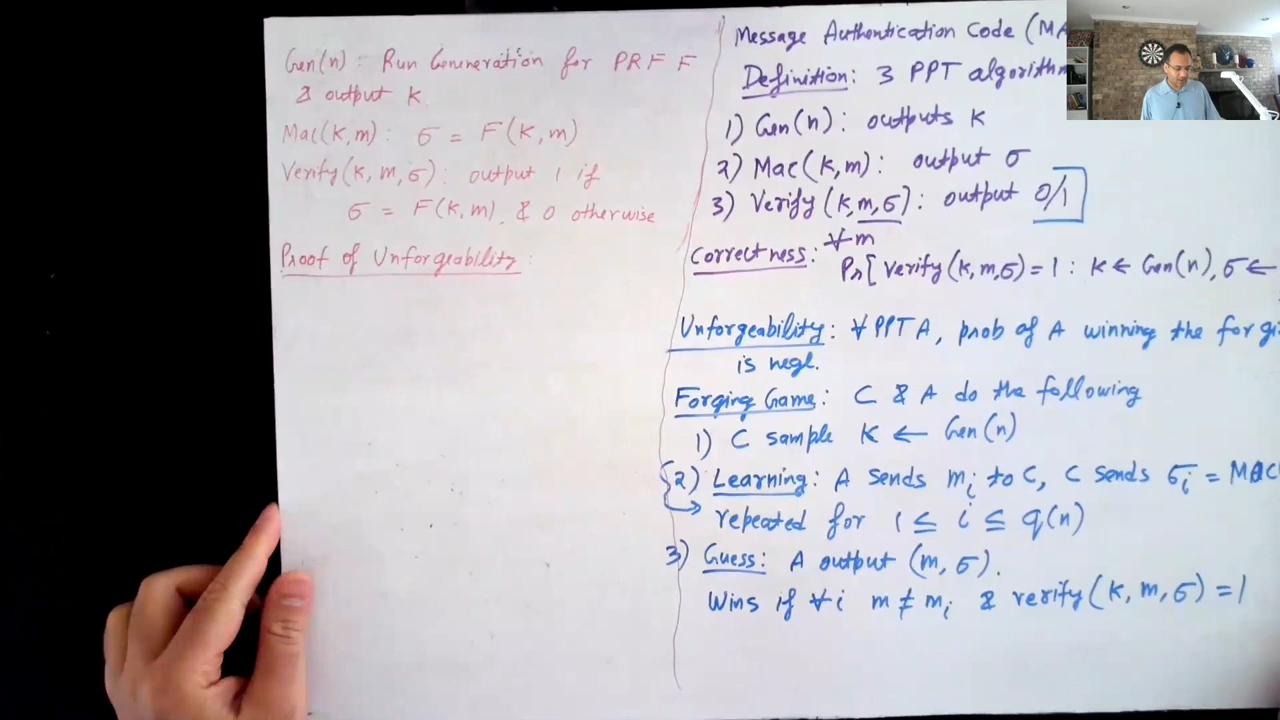 Gen(n) : Run Generation for PRF F
& output K
Mac(K,m) : σ = F(K,m)
Verify(K,m,σ) : output 1 if
σ = F(K,m), & 0 otherwise
Proof of Unforgeability :
Message Authentication Code (MA
Definition : 3 PPT algorithm
1) Gen(n) : outputs K
2) Mac(K,m) : output σ
3) Verify(K,m,σ) : output 0/1
Correctness : ∀m
Pr[ Verify(K,m,σ) = 1 : K ← Gen(n), σ ←
Unforgeability : ∀ PPT A, prob of A winning the forgi
is negl.
Forging Game : C & A do the following
1) C sample K ← Gen(n)
2) Learning : A sends mᵢ to C, C sends σᵢ = MAC
repeated for 1 ≤ i ≤ q(n)
3) Guess : A output (m, σ).
Wins if ∀i m ≠ mᵢ & verify(K, m, σ) = 1